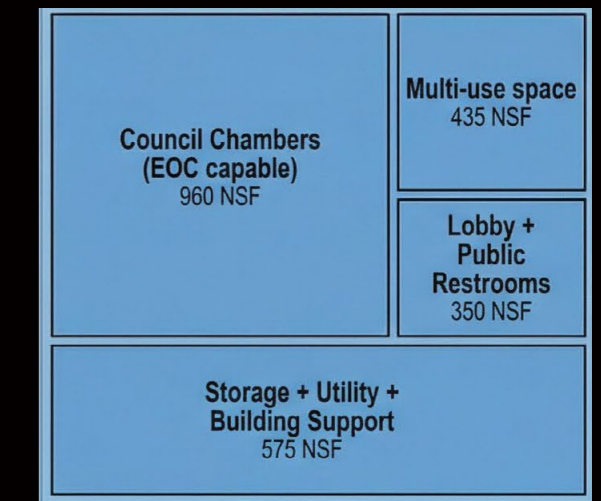 Council Chambers
(EOC capable)
960 NSF
Multi-use space
435 NSF
Lobby +
Public
Restrooms
350 NSF
Storage + Utility +
Building Support
575 NSF